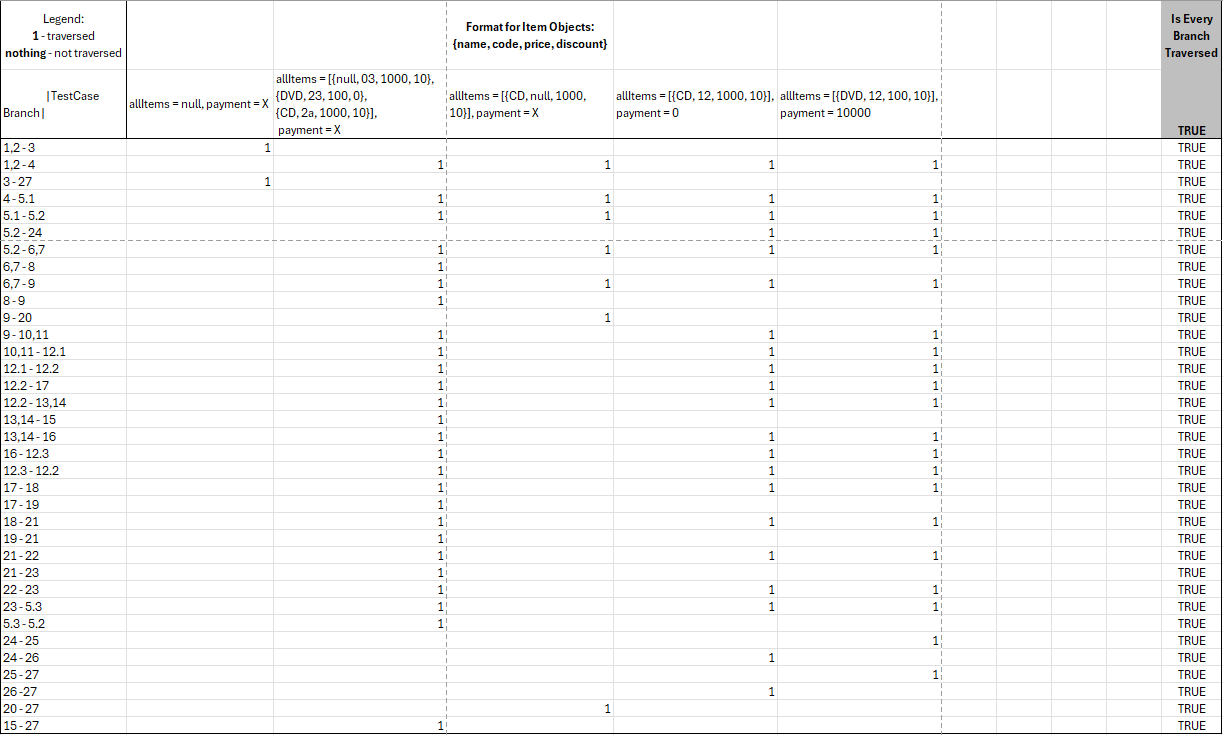 Legend:
1 - traversed
nothing - not traversed
Format for Item Objects:
{name, code, price, discount}
Is Every
Branch
Traversed
|TestCase
Branch|
allItems = null, payment = X
allItems = [{null, 03, 1000, 10},
{DVD, 23, 100, 0},
{CD, 2a, 1000, 10}],
payment = X
allItems = [{CD, null, 1000,
10}], payment = X
allItems = [{CD, 12, 1000, 10}],
payment = 0
allItems = [{DVD, 12, 100, 10}],
payment = 10000
TRUE
1,2 - 3 1 TRUE
1,2 - 4 1 1 1 1 TRUE
3 - 27 1 TRUE
4 - 5.1 1 1 1 1 TRUE
5.1 - 5.2 1 1 1 1 TRUE
5.2 - 24 1 1 TRUE
5.2 - 6,7 1 1 1 1 TRUE
6,7 - 8 1 TRUE
6,7 - 9 1 1 1 1 TRUE
8 - 9 1 TRUE
9 - 20 1 TRUE
9 - 10,11 1 1 1 TRUE
10,11 - 12.1 1 1 1 TRUE
12.1 - 12.2 1 1 1 TRUE
12.2 - 17 1 1 1 TRUE
12.2 - 13,14 1 1 1 TRUE
13,14 - 15 1 TRUE
13,14 - 16 1 1 1 TRUE
16 - 12.3 1 1 1 TRUE
12.3 - 12.2 1 1 1 TRUE
17 - 18 1 1 1 TRUE
17 - 19 1 TRUE
18 - 21 1 1 1 TRUE
19 - 21 1 TRUE
21 - 22 1 1 1 TRUE
21 - 23 1 TRUE
22 - 23 1 1 1 TRUE
23 - 5.3 1 1 1 TRUE
5.3 - 5.2 1 TRUE
24 - 25 1 TRUE
24 - 26 1 TRUE
25 - 27 1 TRUE
26 -27 1 TRUE
20 - 27 1 TRUE
15 - 27 1 TRUE